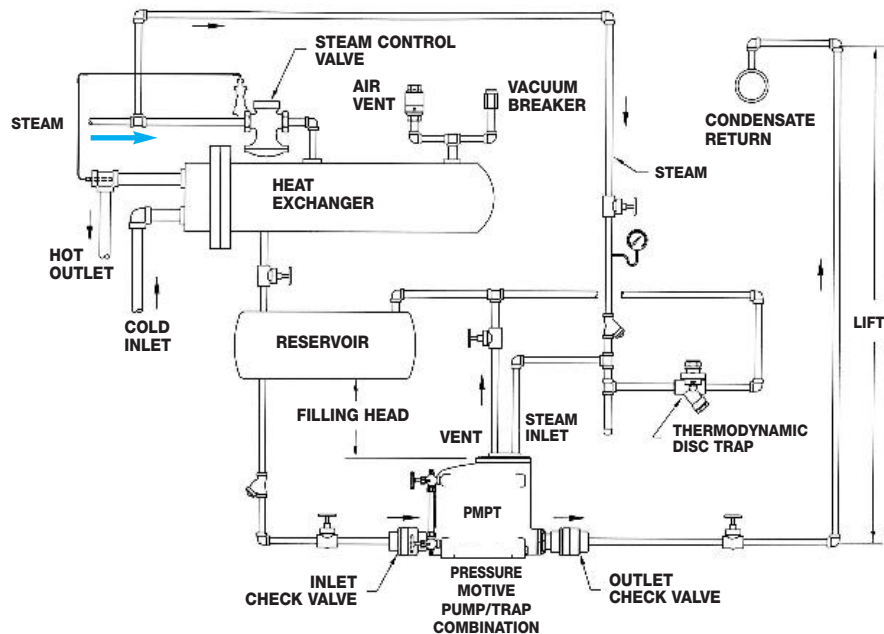 STEAM CONTROL
VALVE
AIR
VENT
VACUUM
BREAKER
CONDENSATE
RETURN
STEAM
STEAM
HEAT
EXCHANGER
HOT
OUTLET
COLD
INLET
RESERVOIR
LIFT
FILLING HEAD
VENT
STEAM
INLET
THERMODYNAMIC
DISC TRAP
PMPT
INLET
CHECK VALVE
PRESSURE
MOTIVE
PUMP/TRAP
COMBINATION
OUTLET
CHECK VALVE